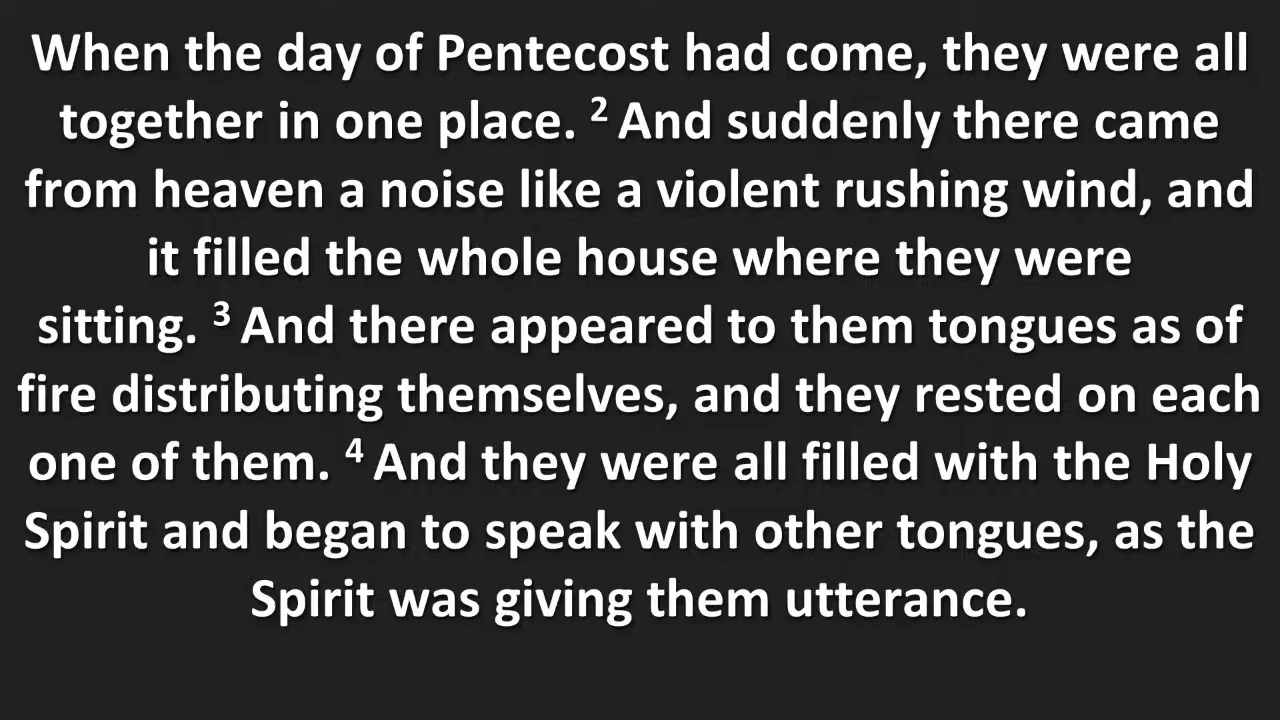 When the day of Pentecost had come, they were all
together in one place. ² And suddenly there came
from heaven a noise like a violent rushing wind, and
it filled the whole house where they were
sitting. ³ And there appeared to them tongues as of
fire distributing themselves, and they rested on each
one of them. ⁴ And they were all filled with the Holy
Spirit and began to speak with other tongues, as the
Spirit was giving them utterance.